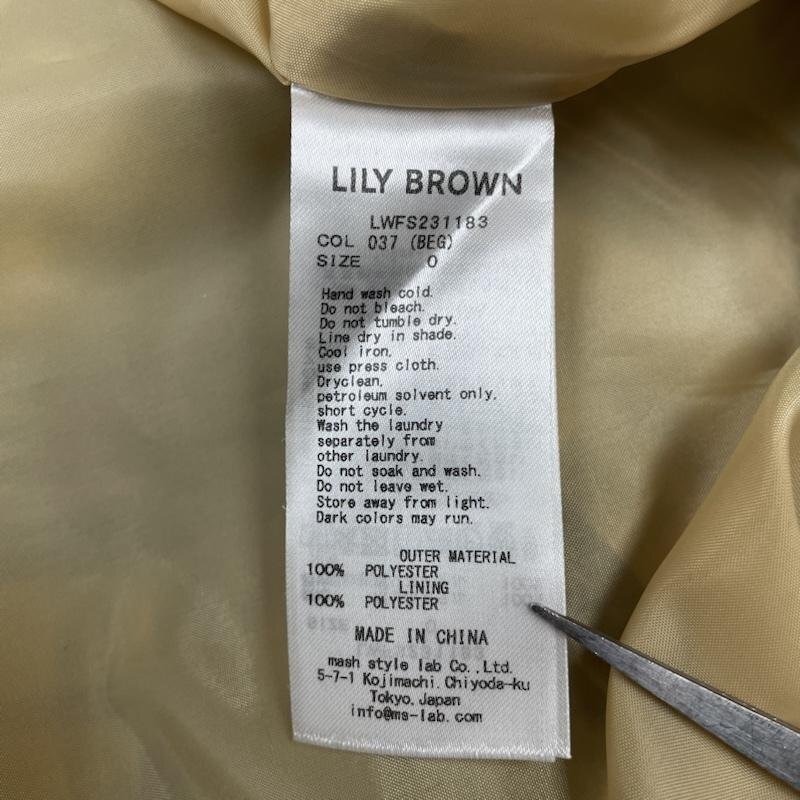 LILY BROWN
LWFS231183
COL 037 (BEG)
SIZE 0
Hand wash cold.
Do not bleach.
Do not tumble dry.
Line dry in shade.
Cool iron.
use press cloth.
Dryclean.
petroleum solvent only.
short cycle.
Wash the laundry
separately from
other laundry.
Do not soak and wash.
Do not leave wet.
Store away from light.
Dark colors may run.
OUTER MATERIAL
100% POLYESTER
LINING
100% POLYESTER
MADE IN CHINA
mash style lab Co.,Ltd.
5-7-1 Kojimachi.Chiyoda-ku
Tokyo.Japan
info@ms-lab.com